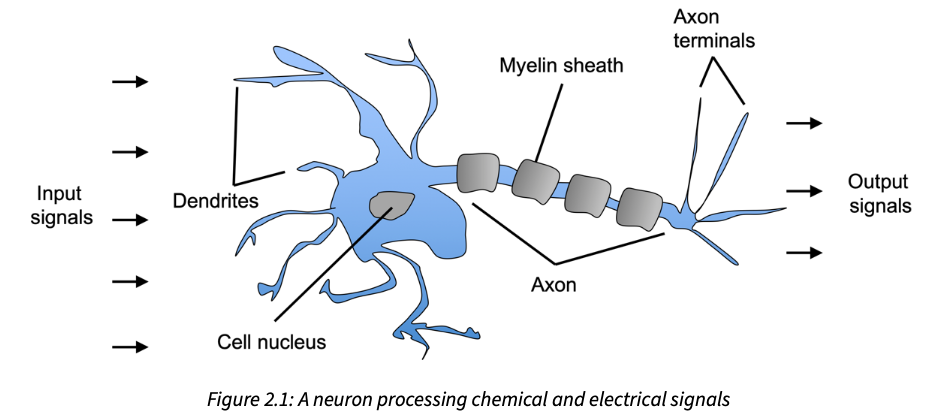 Axon
terminals
Myelin sheath
Dendrites
Input
signals
Output
signals
Axon
Cell nucleus
Figure 2.1: A neuron processing chemical and electrical signals